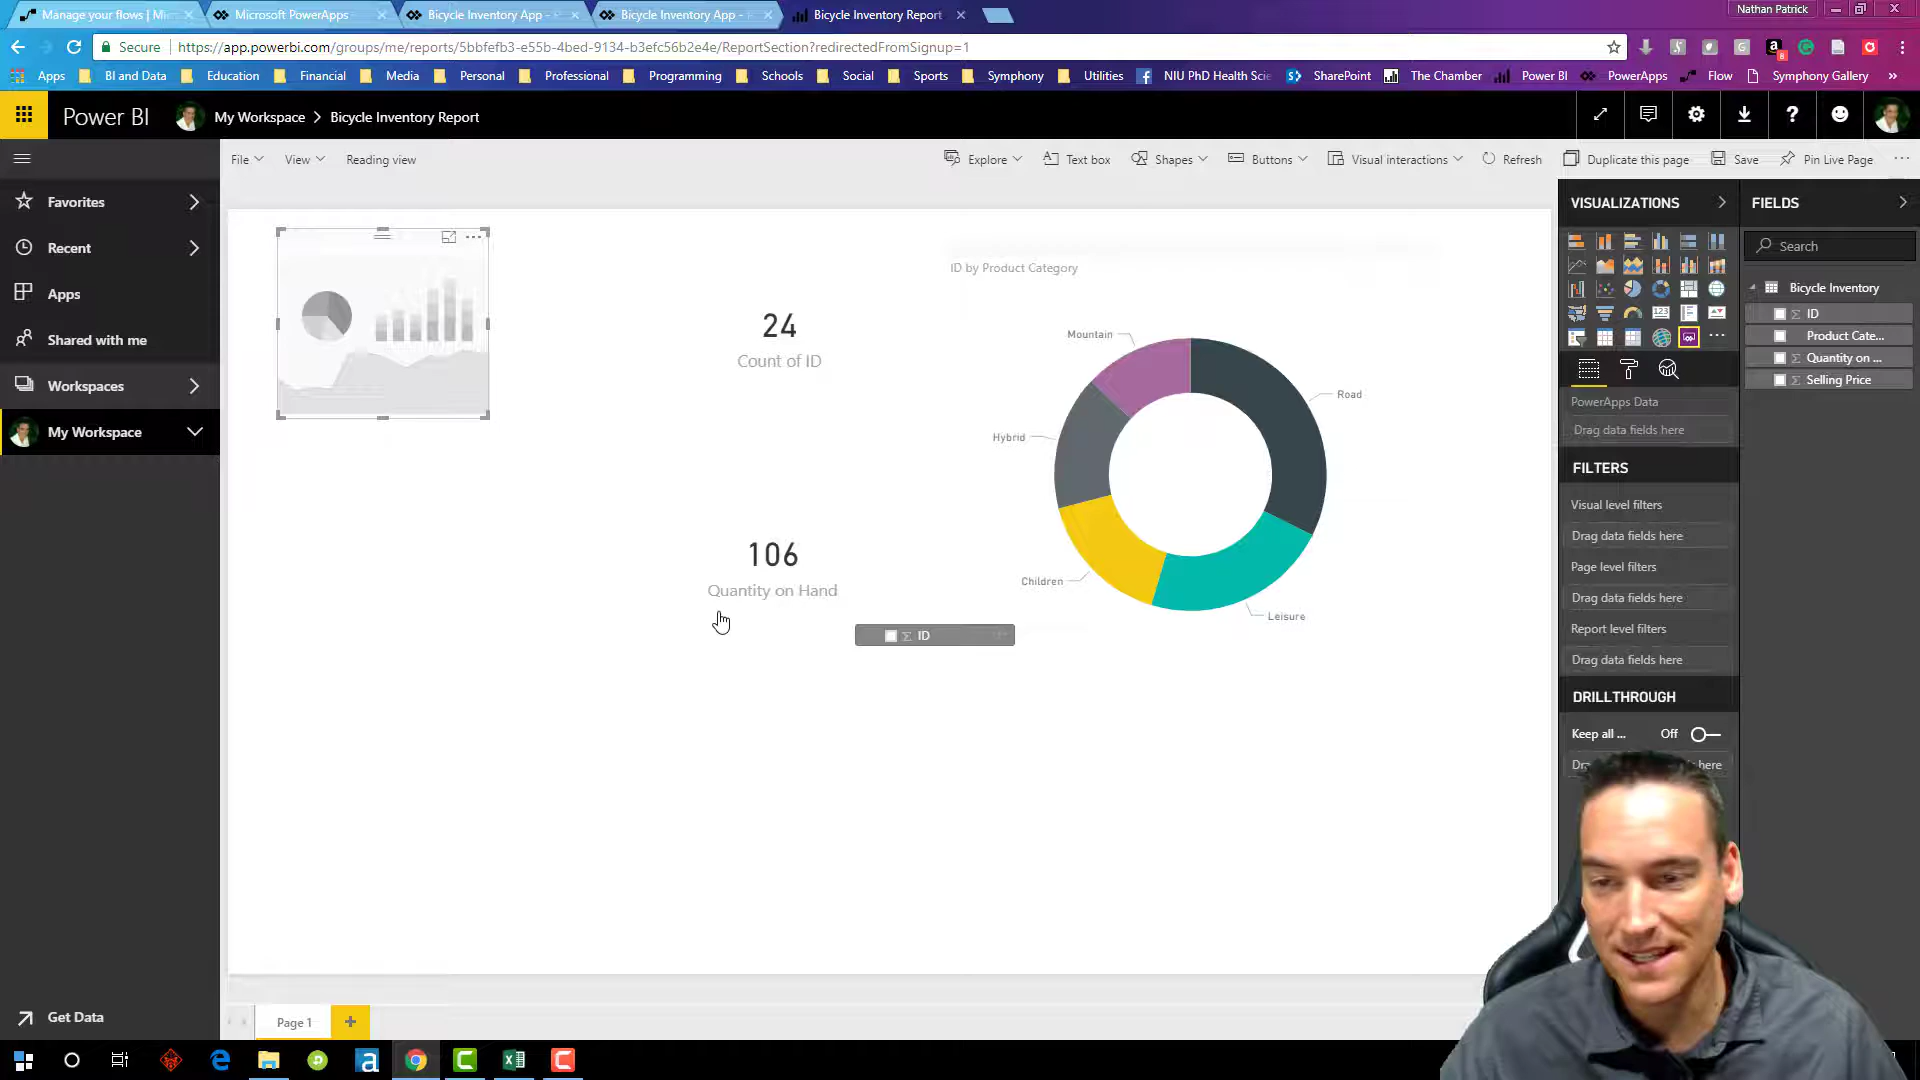 Manage your flows | Mi
Microsoft PowerApps
Bicycle Inventory App -
Bicycle Inventory App -
Bicycle Inventory Report
Nathan Patrick
Secure
https://app.powerbi.com/groups/me/reports/5bbfefb3-e55b-4bed-9134-b3efc56b2e4e/ReportSection?redirectedFromSignup=1
Apps
BI and Data
Education
Financial
Media
Personal
Professional
Programming
Schools
Social
Sports
Symphony
Utilities
NIU PhD Health Scie
SharePoint
The Chamber
Power BI
PowerApps
Flow
Symphony Gallery
Power BI
My Workspace > Bicycle Inventory Report
File
View
Reading view
Explore
Text box
Shapes
Buttons
Visual interactions
Refresh
Duplicate this page
Save
Pin Live Page
Favorites
Recent
Apps
Shared with me
Workspaces
My Workspace
Get Data
24
Count of ID
106
Quantity on Hand
ID by Product Category
Mountain
Road
Hybrid
Children
Leisure
Σ ID
VISUALIZATIONS
PowerApps Data
Drag data fields here
FILTERS
Visual level filters
Drag data fields here
Page level filters
Drag data fields here
Report level filters
Drag data fields here
DRILLTHROUGH
Keep all ...
Off
FIELDS
Search
Bicycle Inventory
Σ ID
Product Cate...
Σ Quantity on ...
Σ Selling Price
Page 1